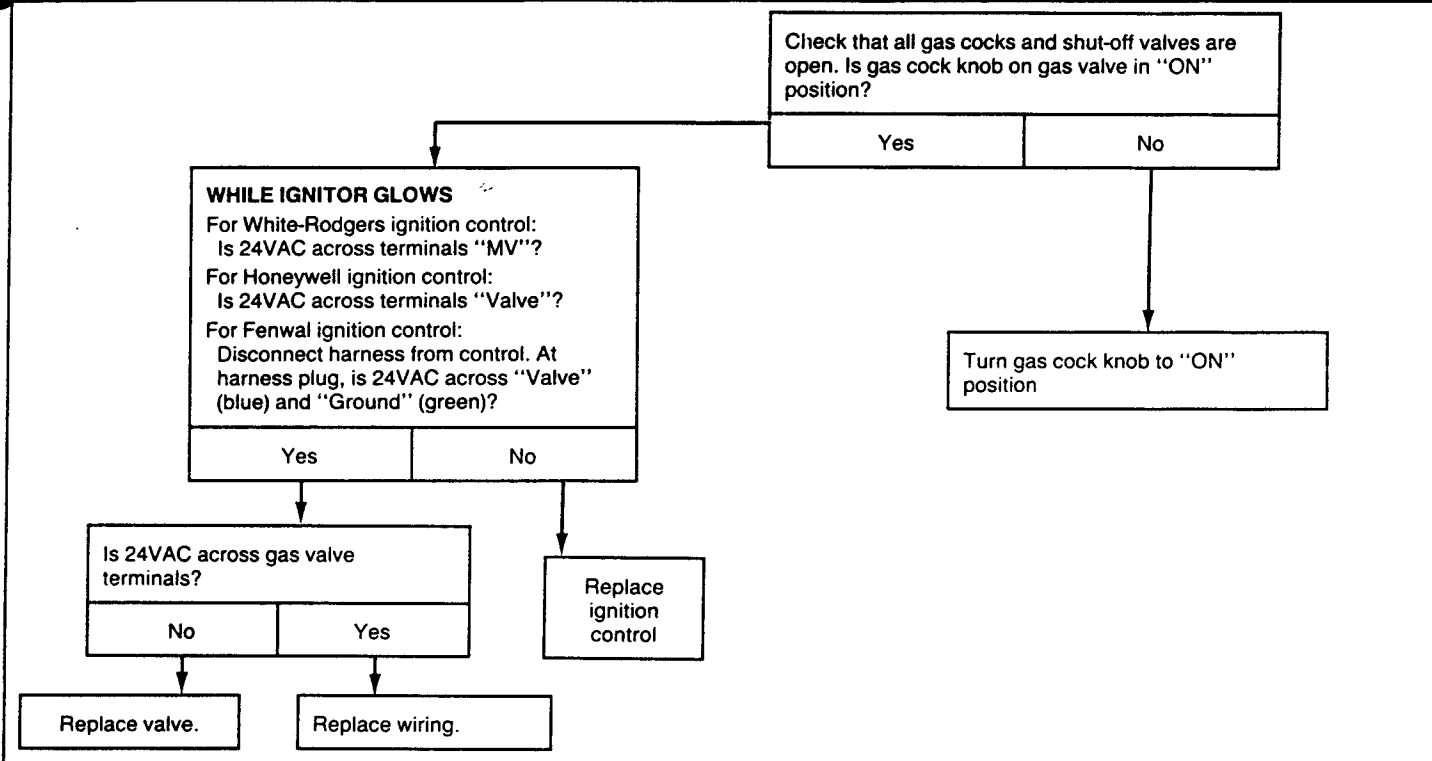 Check that all gas cocks and shut-off valves are
open. Is gas cock knob on gas valve in "ON"
position?
Yes
No
WHILE IGNITOR GLOWS
For White-Rodgers ignition control:
Is 24VAC across terminals "MV"?
For Honeywell ignition control:
Is 24VAC across terminals "Valve"?
For Fenwal ignition control:
Disconnect harness from control. At
harness plug, is 24VAC across "Valve"
(blue) and "Ground" (green)?
Yes
No
Turn gas cock knob to "ON"
position
Is 24VAC across gas valve
terminals?
No
Yes
Replace
ignition
control
Replace valve.
Replace wiring.